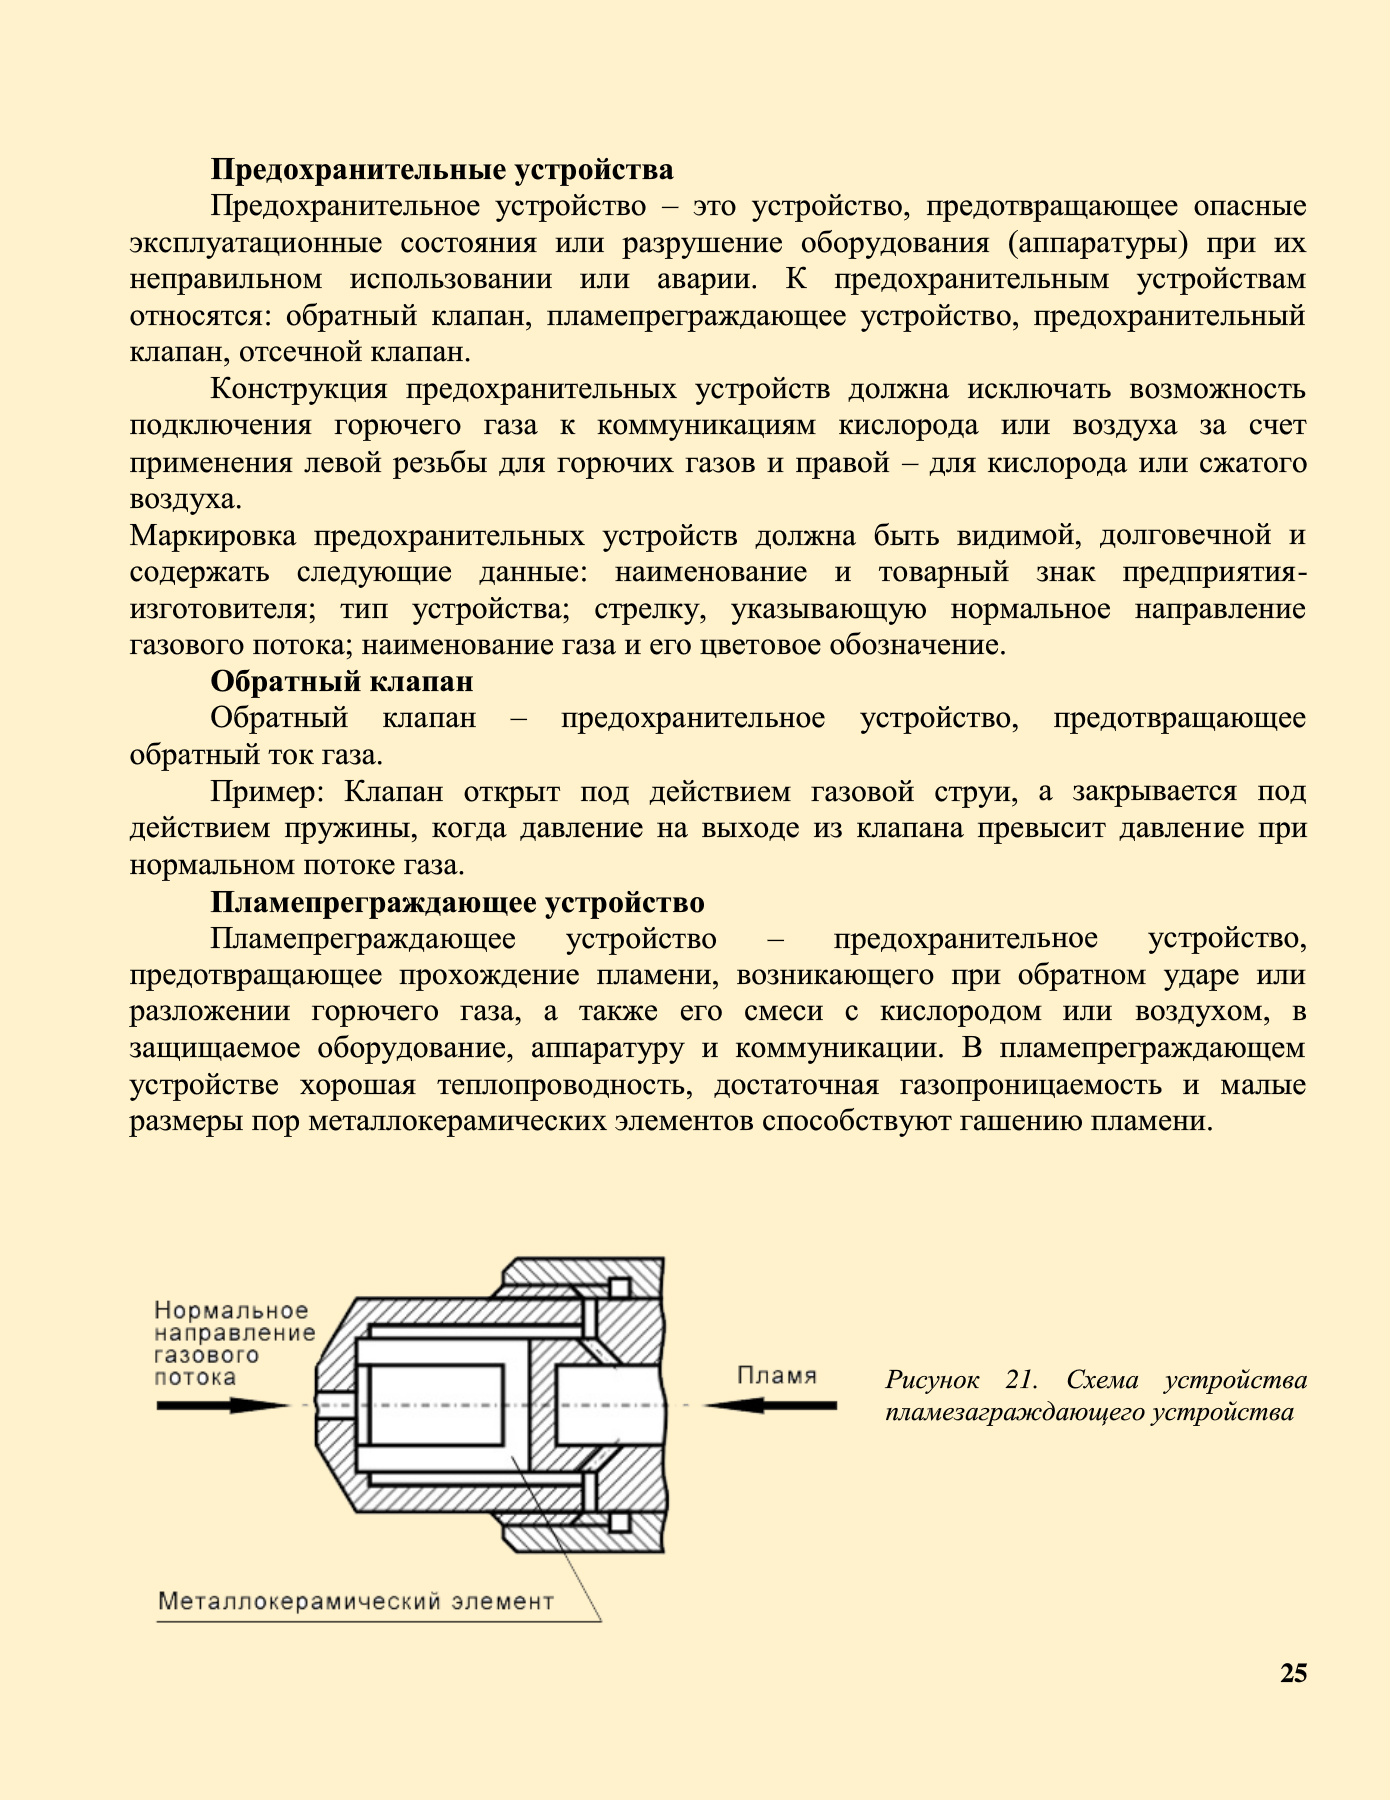 Предохранительные устройства
Предохранительное устройство – это устройство, предотвращающее опасные
эксплуатационные состояния или разрушение оборудования (аппаратуры) при их
неправильном использовании или аварии. К предохранительным устройствам
относятся: обратный клапан, пламепреграждающее устройство, предохранительный
клапан, отсечной клапан.
Конструкция предохранительных устройств должна исключать возможность
подключения горючего газа к коммуникациям кислорода или воздуха за счет
применения левой резьбы для горючих газов и правой – для кислорода или сжатого
воздуха.
Маркировка предохранительных устройств должна быть видимой, долговечной и
содержать следующие данные: наименование и товарный знак предприятия-
изготовителя; тип устройства; стрелку, указывающую нормальное направление
газового потока; наименование газа и его цветовое обозначение.
Обратный клапан
Обратный клапан – предохранительное устройство, предотвращающее
обратный ток газа.
Пример: Клапан открыт под действием газовой струи, а закрывается под
действием пружины, когда давление на выходе из клапана превысит давление при
нормальном потоке газа.
Пламепреграждающее устройство
Пламепреграждающее устройство – предохранительное устройство,
предотвращающее прохождение пламени, возникающего при обратном ударе или
разложении горючего газа, а также его смеси с кислородом или воздухом, в
защищаемое оборудование, аппаратуру и коммуникации. В пламепреграждающем
устройстве хорошая теплопроводность, достаточная газопроницаемость и малые
размеры пор металлокерамических элементов способствуют гашению пламени.
Нормальное
направление
газового
потока
Пламя
Металлокерамический элемент
Рисунок 21. Схема устройства
пламезаграждающего устройства
25